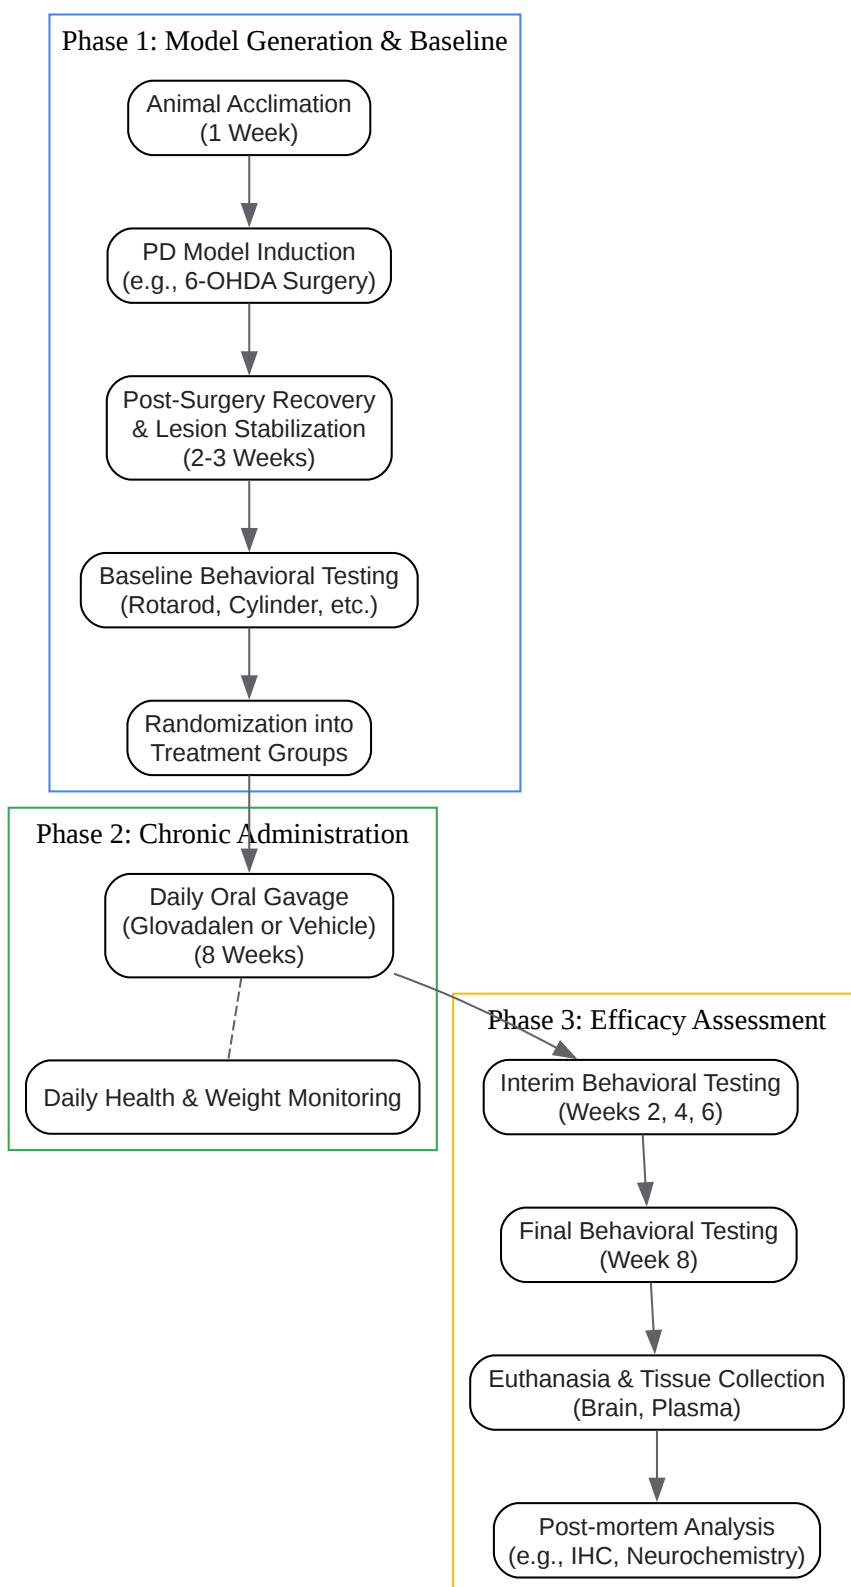 Phase 1: Model Generation & Baseline
Animal Acclimation
(1 Week)
PD Model Induction
(e.g., 6-OHDA Surgery)
Post-Surgery Recovery
& Lesion Stabilization
(2-3 Weeks)
Baseline Behavioral Testing
(Rotarod, Cylinder, etc.)
Randomization into
Treatment Groups
Phase 2: Chronic Administration
Daily Oral Gavage
(Glovadalen or Vehicle)
(8 Weeks)
Daily Health & Weight Monitoring
Phase 3: Efficacy Assessment
Interim Behavioral Testing
(Weeks 2, 4, 6)
Final Behavioral Testing
(Week 8)
Euthanasia & Tissue Collection
(Brain, Plasma)
Post-mortem Analysis
(e.g., IHC, Neurochemistry)